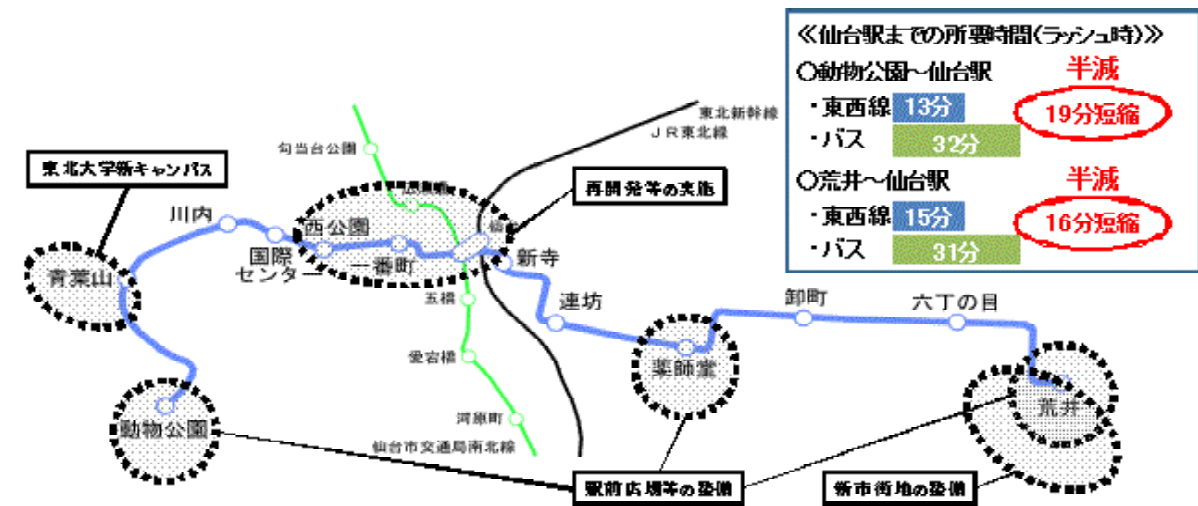 ≪仙台駅までの所要時間(ラッシュ時)≫
〇動物公園～仙台駅
半減
・東西線 13分
19分短縮
・バス 32分
〇荒井～仙台駅
半減
・東西線 15分
16分短縮
・バス 31分
東北新幹線
JR東北線
勾当台公園
東北大学新キャンパス
再開発等の実施
川内
西公園
国際
センター
一番町
新寺
青葉山
五橋
連坊
卸町
六丁の目
愛宕橋
薬師堂
河原町
荒井
動物公園
仙台市交通局南北線
駅前広場等の整備
新市街地の整備